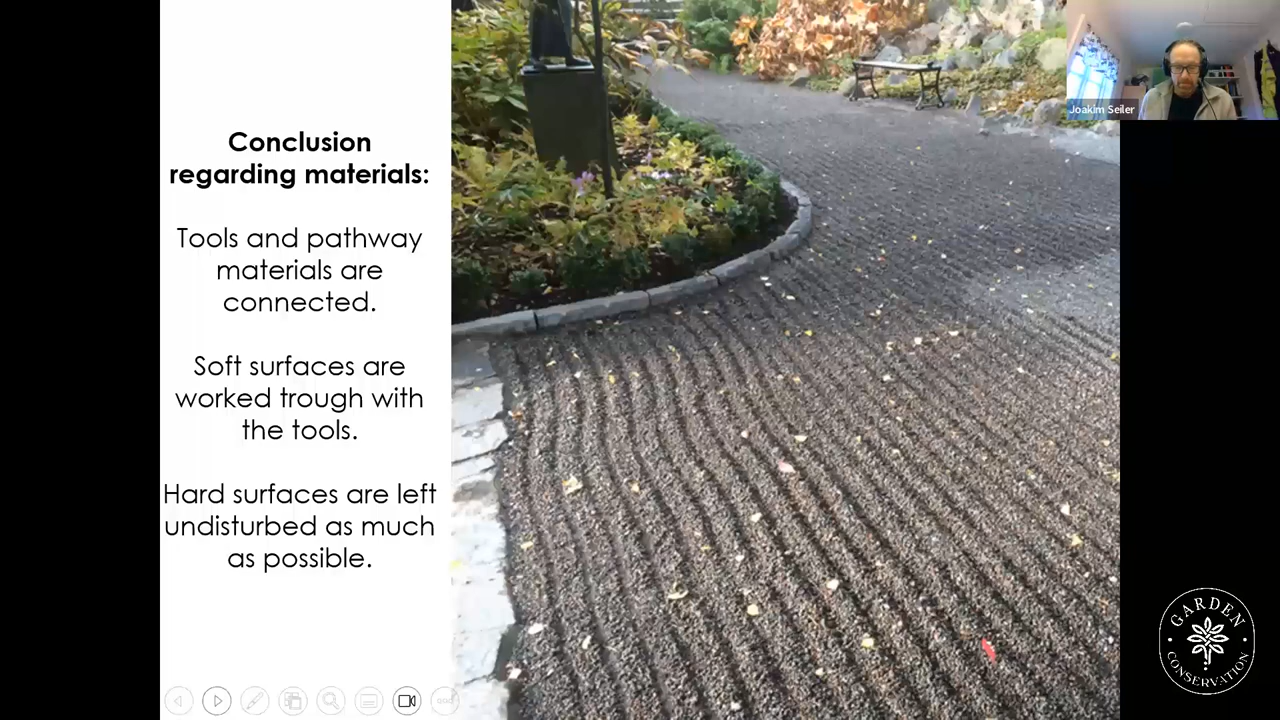 Conclusion
regarding materials:
Tools and pathway
materials are
connected.
Soft surfaces are
worked trough with
the tools.
Hard surfaces are left
undisturbed as much
as possible.
Joakim Seiler
GARDEN
CONSERVATION